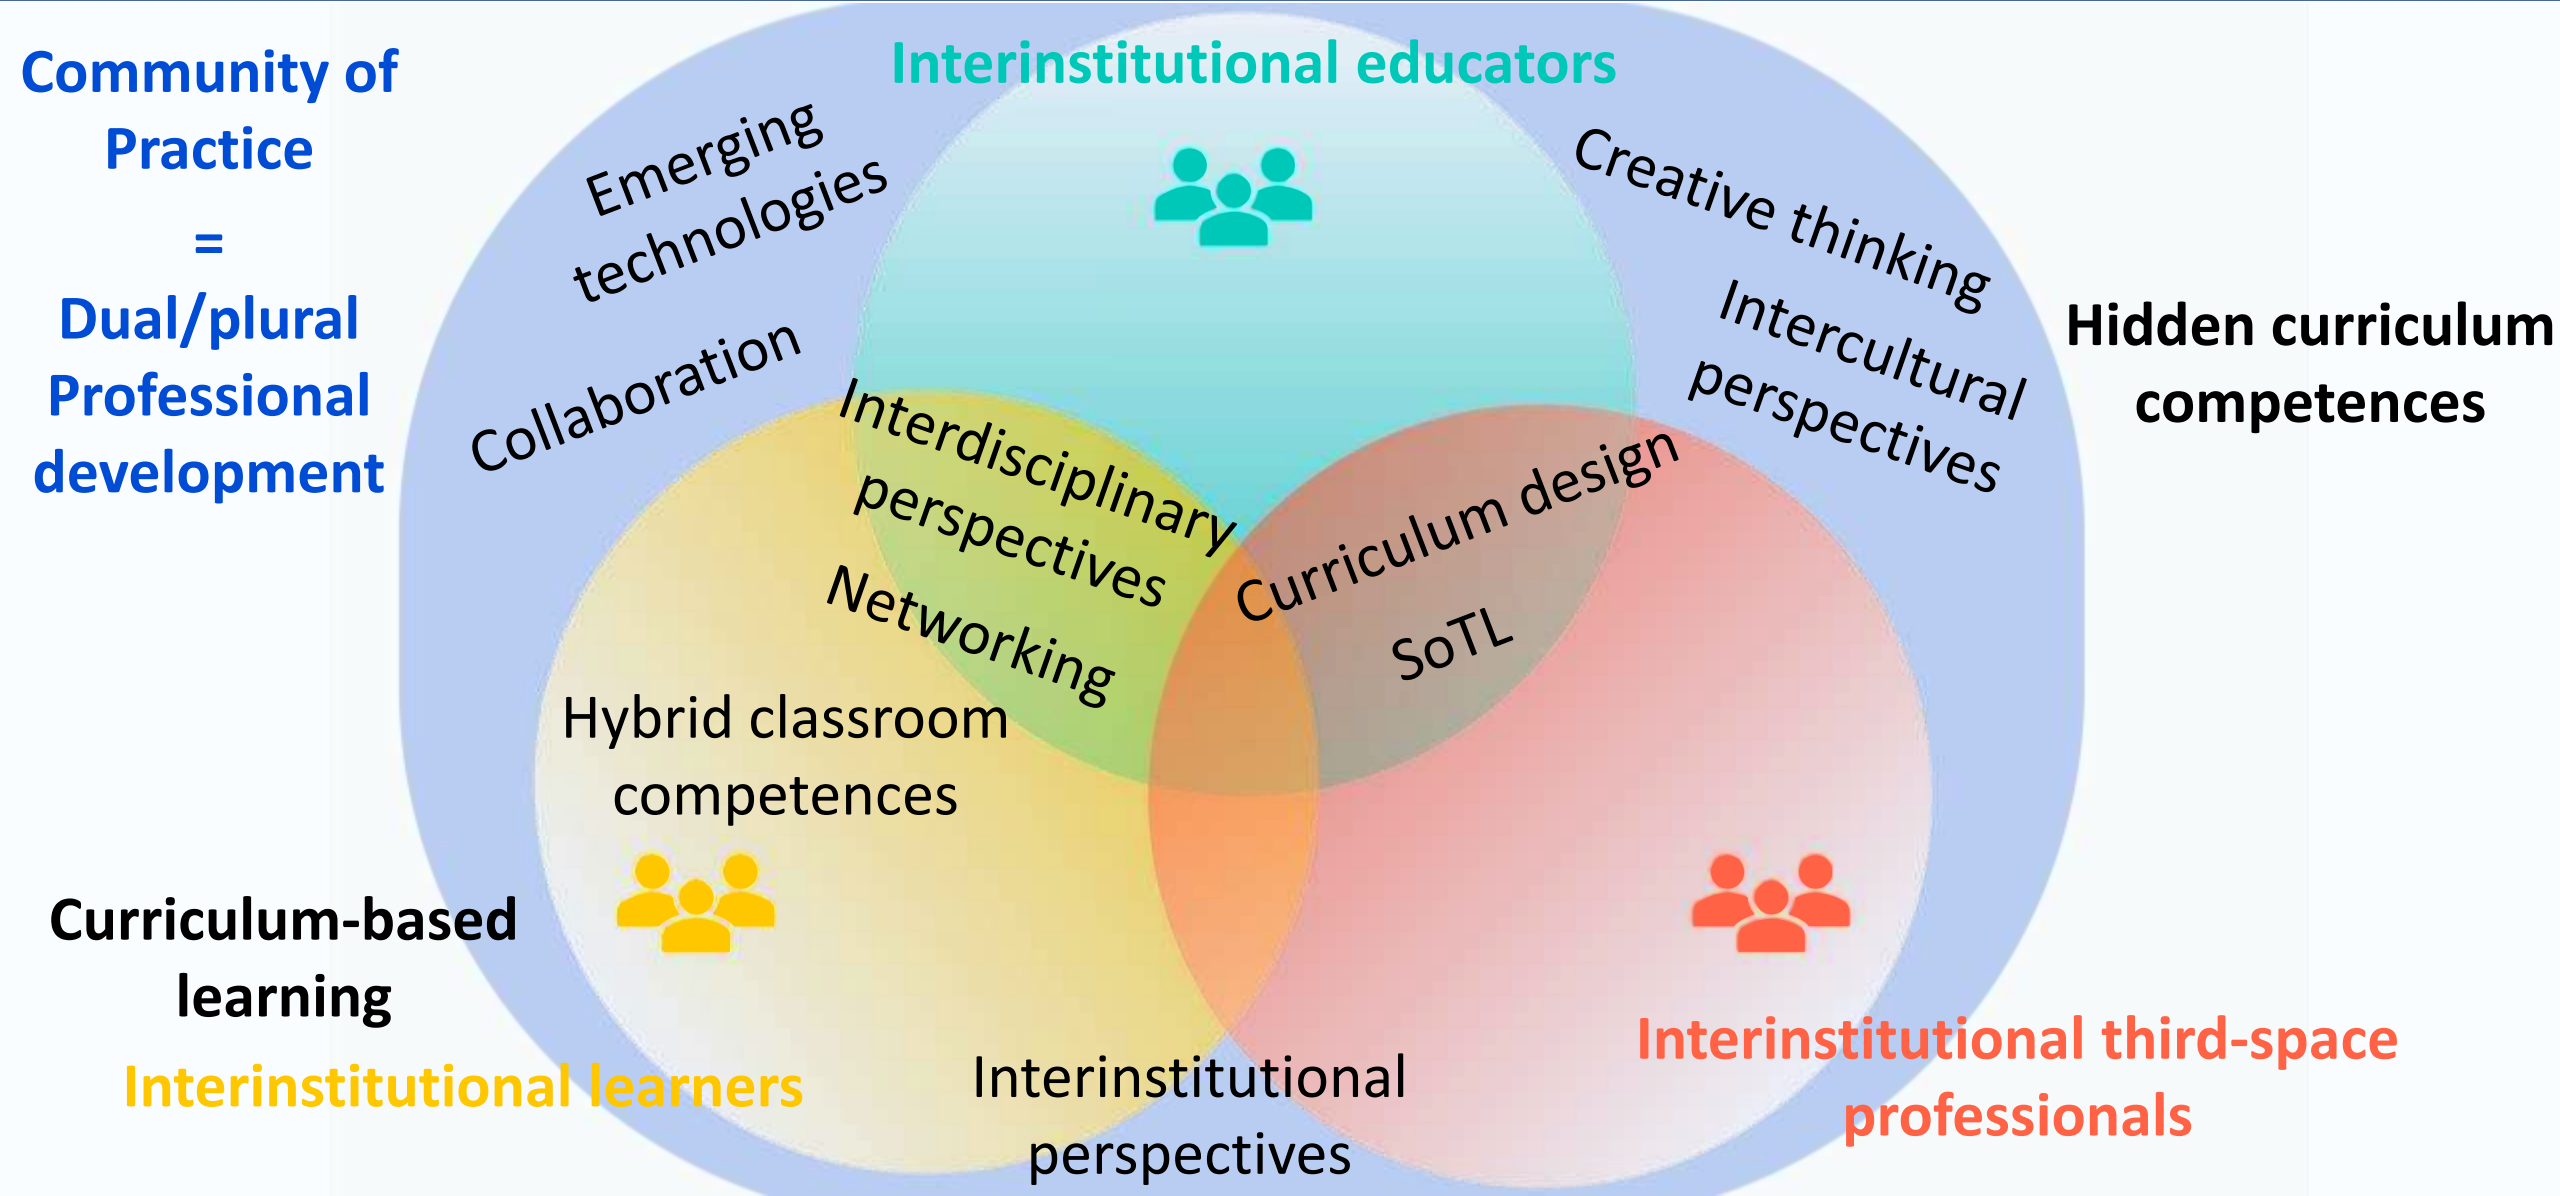 Community of
Practice
=
Dual/plural
Professional
development
Interinstitutional educators
Emerging
technologies
Collaboration
Creative thinking
Intercultural
perspectives
Hidden curriculum
competences
Interdisciplinary
perspectives
Networking
Curriculum design
SoTL
Hybrid classroom
competences
Curriculum-based
learning
Interinstitutional learners
Interinstitutional
perspectives
Interinstitutional third-space
professionals